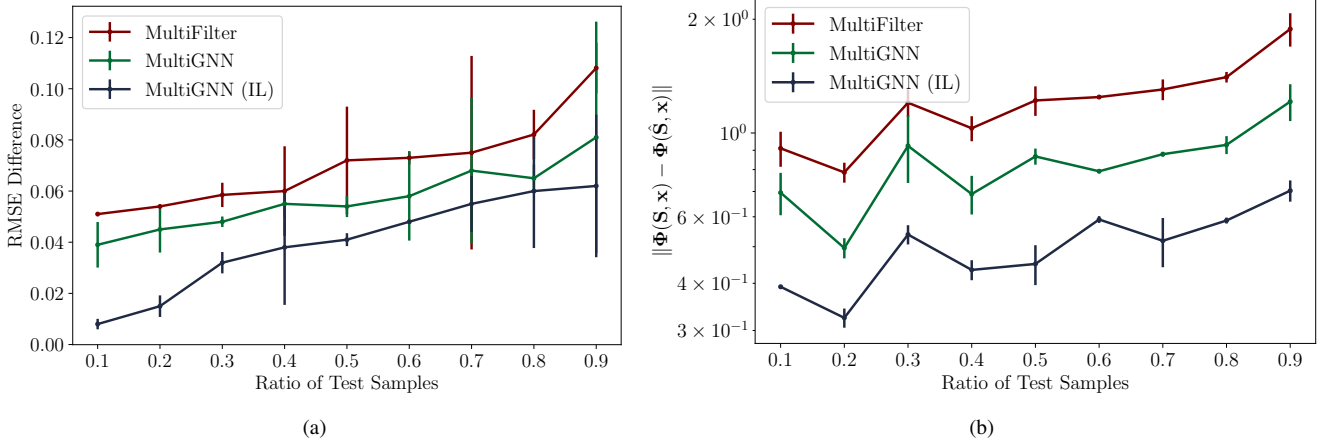 0.12
0.10
0.08
0.06
0.04
0.02
0.00
RMSE Difference
MultiFilter
MultiGNN
MultiGNN (IL)
0.1 0.2 0.3 0.4 0.5 0.6 0.7 0.8 0.9
Ratio of Test Samples
(a)
2 × 10⁰
10⁰
6 × 10⁻¹
4 × 10⁻¹
3 × 10⁻¹
‖Φ(S, x) − Φ(Ŝ, x)‖
MultiFilter
MultiGNN
MultiGNN (IL)
0.1 0.2 0.3 0.4 0.5 0.6 0.7 0.8 0.9
Ratio of Test Samples
(b)